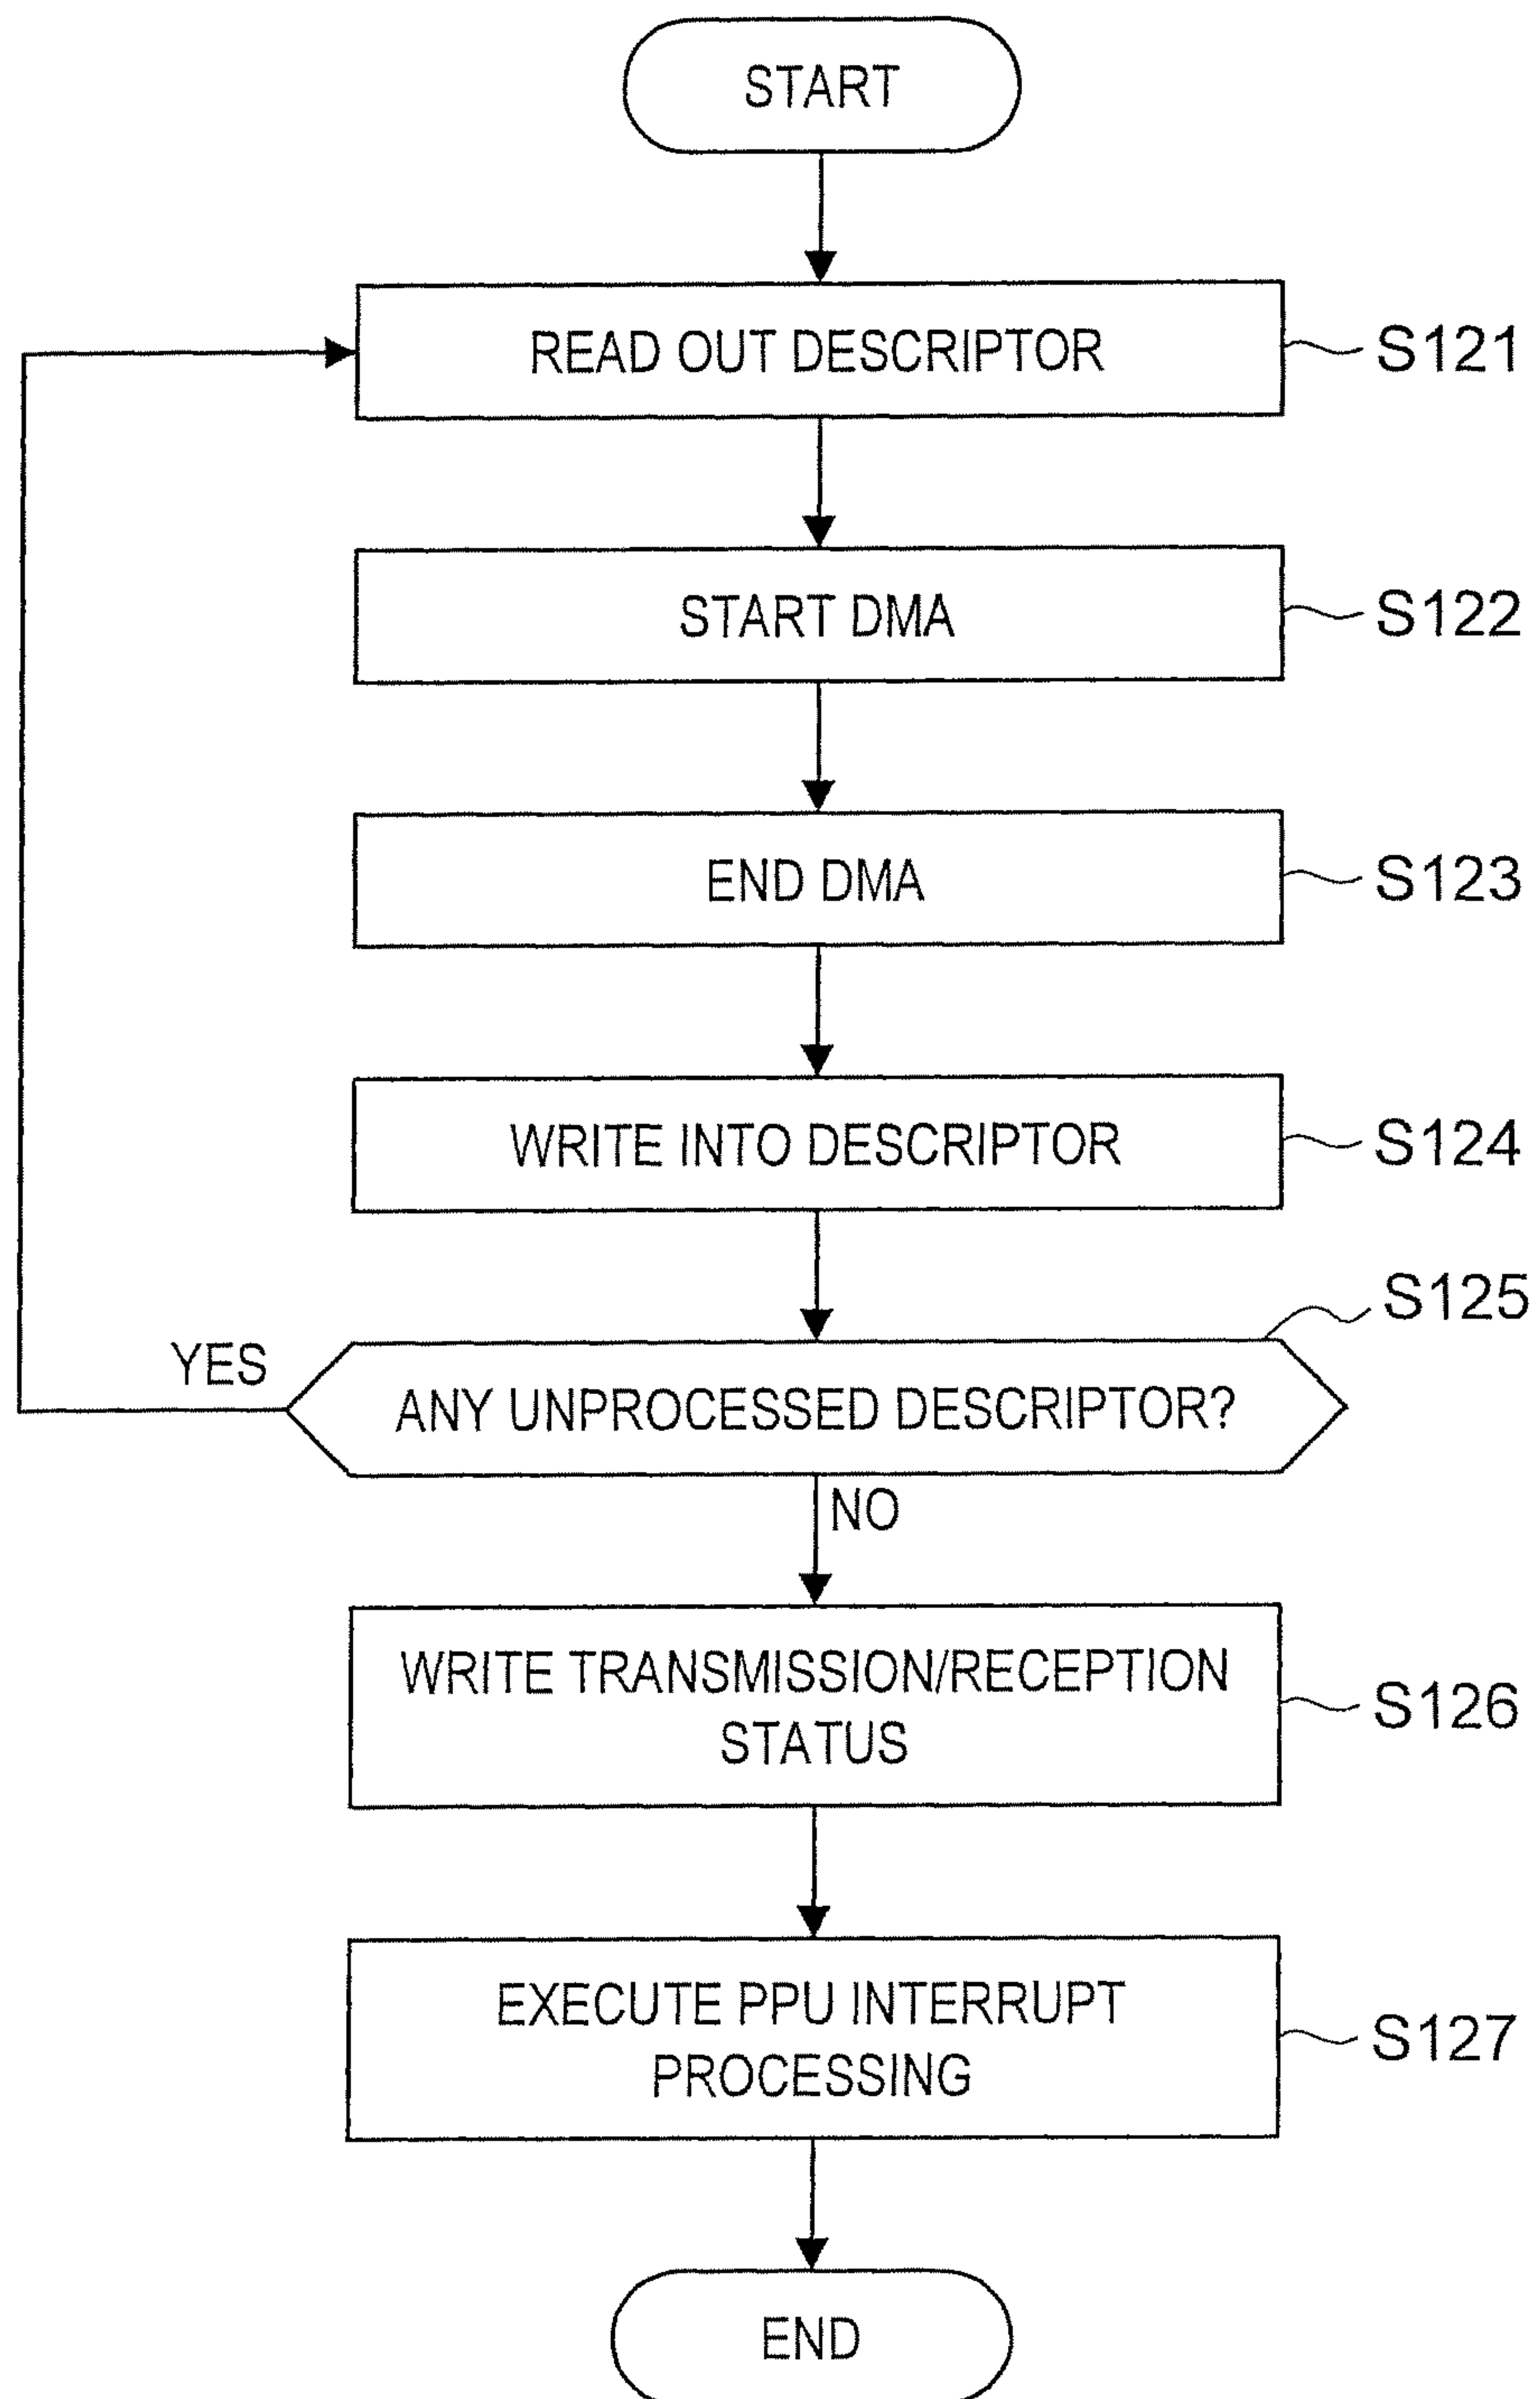 START
READ OUT DESCRIPTOR
S121
START DMA
S122
END DMA
S123
WRITE INTO DESCRIPTOR
S124
S125
YES
ANY UNPROCESSED DESCRIPTOR?
NO
WRITE TRANSMISSION/RECEPTION
STATUS
S126
EXECUTE PPU INTERRUPT
PROCESSING
S127
END